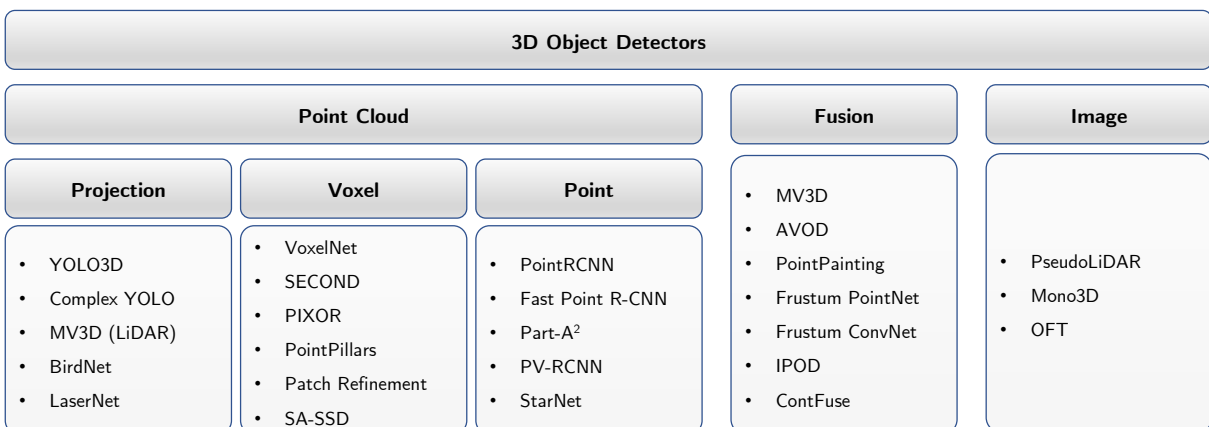 3D Object Detectors
Point Cloud
Fusion
Image
Projection
Voxel
Point
• YOLO3D
• Complex YOLO
• MV3D (LiDAR)
• BirdNet
• LaserNet
• VoxelNet
• SECOND
• PIXOR
• PointPillars
• Patch Refinement
• SA-SSD
• PointRCNN
• Fast Point R-CNN
• Part-A²
• PV-RCNN
• StarNet
• MV3D
• AVOD
• PointPainting
• Frustum PointNet
• Frustum ConvNet
• IPOD
• ContFuse
• PseudoLiDAR
• Mono3D
• OFT